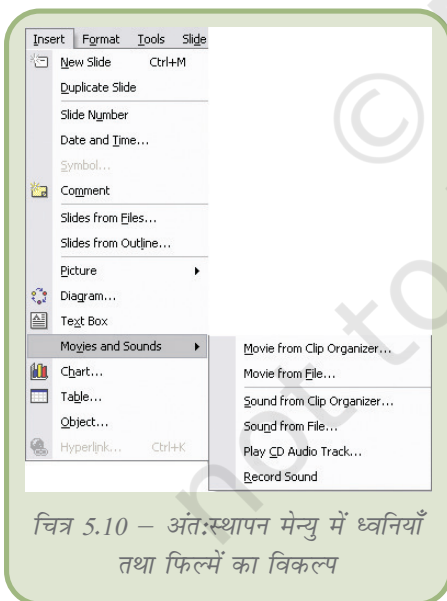 Insert Format Tools Slide
New Slide Ctrl+M
Duplicate Slide
Slide Number
Date and Time...
Symbol...
Comment
Slides from Files...
Slides from Outline...
Picture
Diagram...
Text Box
Movies and Sounds
Chart...
Table...
Object...
Hyperlink... Ctrl+K
Movie from Clip Organizer...
Movie from File...
Sound from Clip Organizer...
Sound from File...
Play CD Audio Track...
Record Sound
©
not to
चित्र 5.10 – अंत:स्थापन मेन्यु में ध्वनियाँ
तथा फिल्में का विकल्प